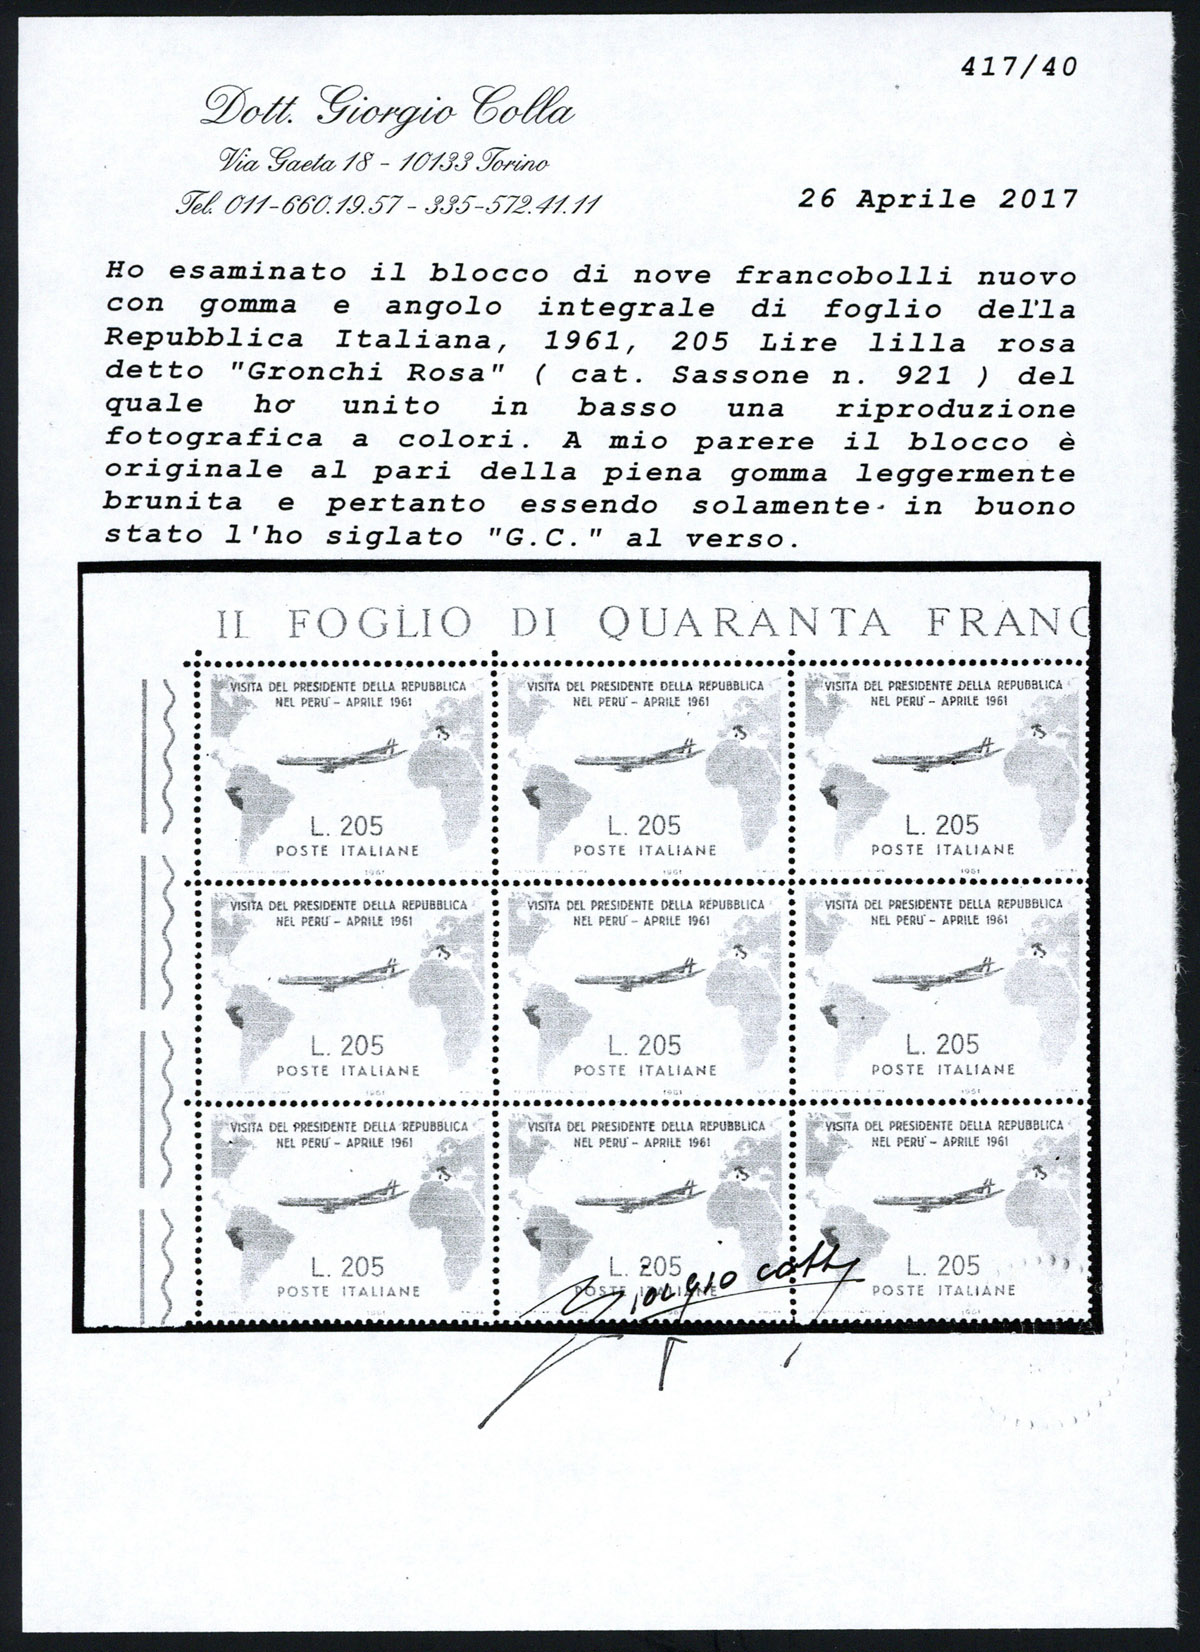 417/40
Dott. Giorgio Colla
Via Gaeta 18 - 10133 Torino
Tel. 011-660.19.57 - 335-572.41.11
26 Aprile 2017
Ho esaminato il blocco di nove francobolli nuovo
con gomma e angolo integrale di foglio della
Repubblica Italiana, 1961, 205 Lire lilla rosa
detto "Gronchi Rosa" ( cat. Sassone n. 921 ) del
quale ho unito in basso una riproduzione
fotografica a colori. A mio parere il blocco è
originale al pari della piena gomma leggermente
brunita e pertanto essendo solamente in buono
stato l'ho siglato "G.C." al verso.
IL FOGLIO DI QUARANTA FRANC
VISITA DEL PRESIDENTE DELLA REPUBBLICA
NEL PERU' - APRILE 1961
L. 205
POSTE ITALIANE
1961
VISITA DEL PRESIDENTE DELLA REPUBBLICA
NEL PERU' - APRILE 1961
L. 205
POSTE ITALIANE
1961
VISITA DEL PRESIDENTE DELLA REPUBBLICA
NEL PERU' - APRILE 1961
L. 205
POSTE ITALIANE
1961
VISITA DEL PRESIDENTE DELLA REPUBBLICA
NEL PERU' - APRILE 1961
L. 205
POSTE ITALIANE
1961
VISITA DEL PRESIDENTE DELLA REPUBBLICA
NEL PERU' - APRILE 1961
L. 205
POSTE ITALIANE
1961
VISITA DEL PRESIDENTE DELLA REPUBBLICA
NEL PERU' - APRILE 1961
L. 205
POSTE ITALIANE
1961
VISITA DEL PRESIDENTE DELLA REPUBBLICA
NEL PERU' - APRILE 1961
L. 205
POSTE ITALIANE
1961
VISITA DEL PRESIDENTE DELLA REPUBBLICA
NEL PERU' - APRILE 1961
L. 205
POSTE ITALIANE
VISITA DEL PRESIDENTE DELLA REPUBBLICA
NEL PERU' - APRILE 1961
L. 205
POSTE ITALIANE
1961
Giorgio Colla